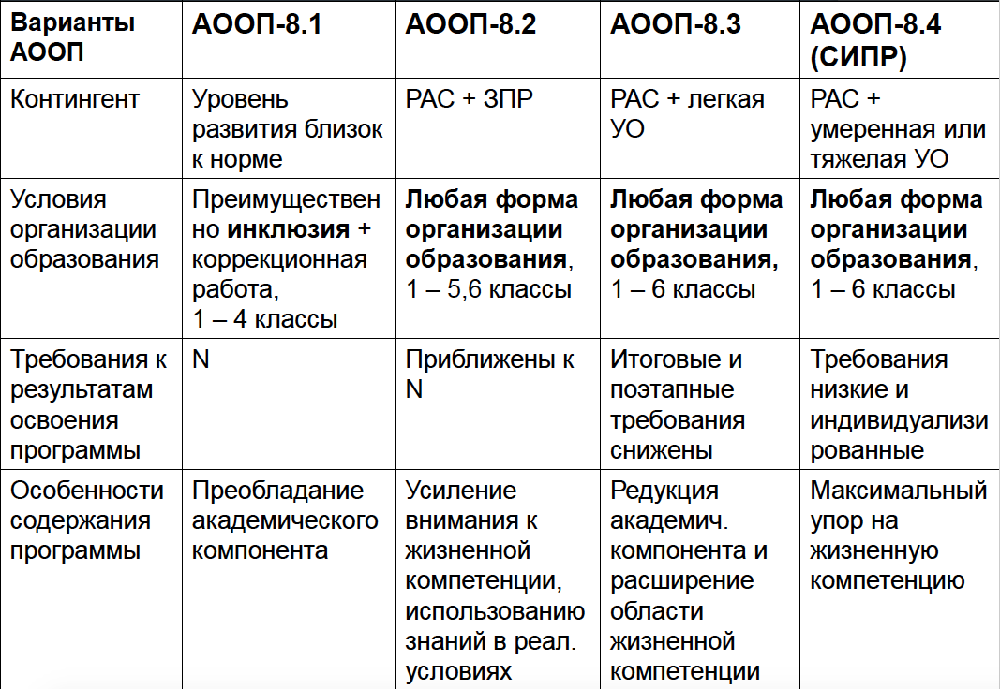 Варианты
АООП
АООП-8.1
АООП-8.2
АООП-8.3
АООП-8.4
(СИПР)
Контингент
Уровень
развития близок
к норме
РАС + ЗПР
РАС + легкая
УО
РАС +
умеренная или
тяжелая УО
Условия
организации
образования
Преимуществен
но инклюзия +
коррекционная
работа,
1 – 4 классы
Любая форма
организации
образования,
1 – 5,6 классы
Любая форма
организации
образования,
1 – 6 классы
Любая форма
организации
образования,
1 – 6 классы
Требования к
результатам
освоения
программы
N
Приближены к
N
Итоговые и
поэтапные
требования
снижены
Требования
низкие и
индивидуализи
рованные
Особенности
содержания
программы
Преобладание
академического
компонента
Усиление
внимания к
жизненной
компетенции,
использованию
знаний в реал.
условиях
Редукция
академич.
компонента и
расширение
области
жизненной
компетенции
Максимальный
упор на
жизненную
компетенцию